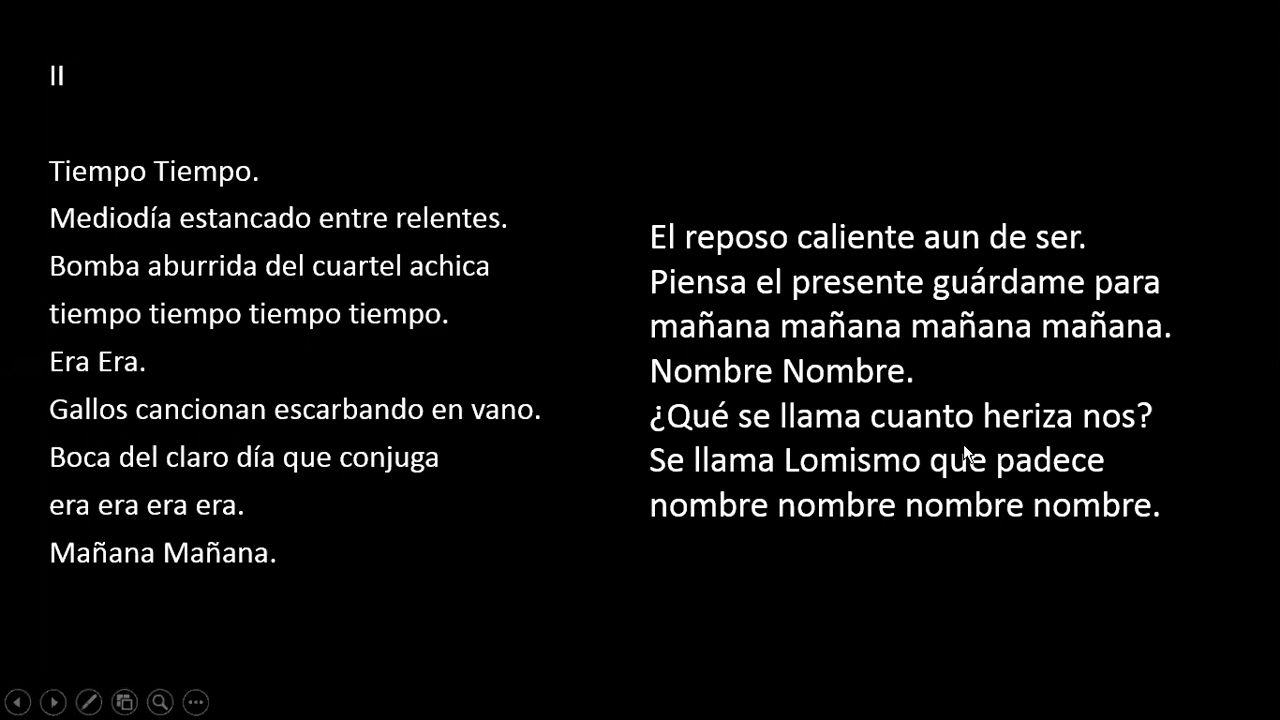 II
Tiempo Tiempo.
Mediodía estancado entre relentes.
Bomba aburrida del cuartel achica
tiempo tiempo tiempo tiempo.
Era Era.
Gallos cancionan escarbando en vano.
Boca del claro día que conjuga
era era era era.
Mañana Mañana.
El reposo caliente aun de ser.
Piensa el presente guárdame para
mañana mañana mañana mañana.
Nombre Nombre.
¿Qué se llama cuanto heriza nos?
Se llama Lomismo que padece
nombre nombre nombre nombre.